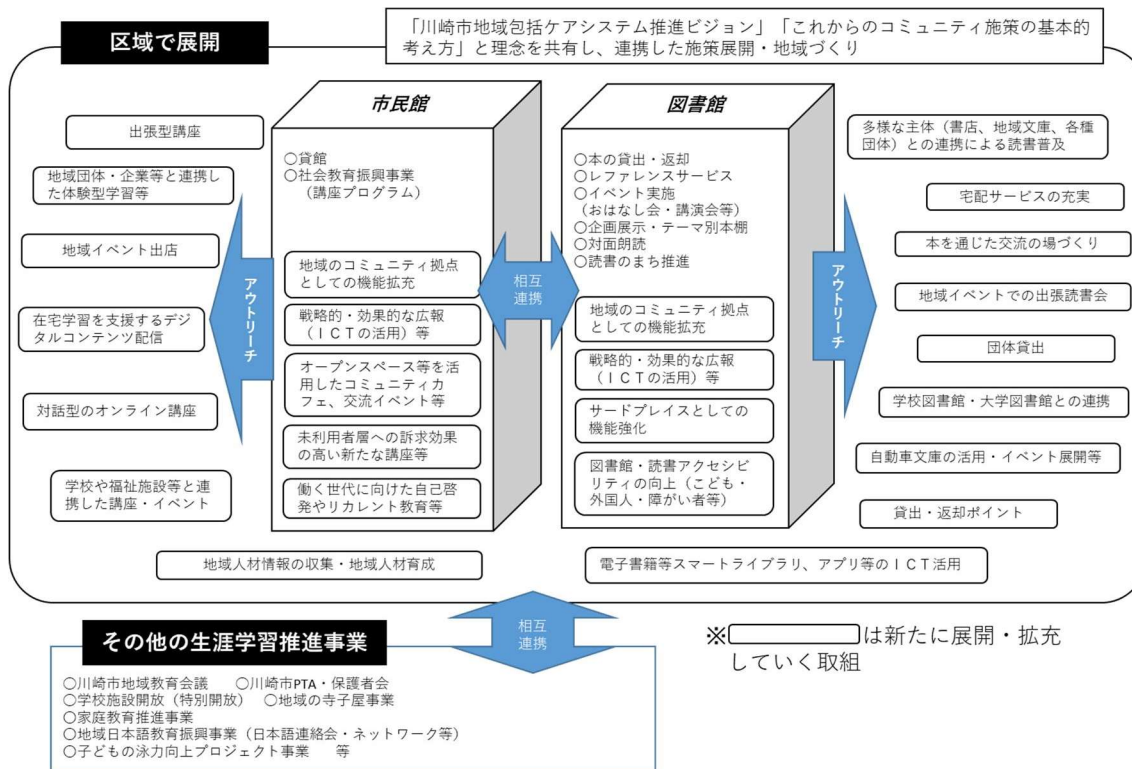 区域で展開
「川崎市地域包括ケアシステム推進ビジョン」「これからのコミュニティ施策の基本的
考え方」と理念を共有し、連携した施策展開・地域づくり
出張型講座
地域団体・企業等と連携し
た体験型学習等
地域イベント出店
在宅学習を支援するデジ
タルコンテンツ配信
対話型のオンライン講座
学校や福祉施設等と連
携した講座・イベント
アウトリーチ
市民館
○貸館
○社会教育振興事業
（講座プログラム）
地域のコミュニティ拠点
としての機能拡充
戦略的・効果的な広報
（ＩＣＴの活用）等
オープンスペース等を活
用したコミュニティカ
フェ、交流イベント等
未利用者層への訴求効果
の高い新たな講座等
働く世代に向けた自己啓
発やリカレント教育等
相互
連携
図書館
○本の貸出・返却
○レファレンスサービス
○イベント実施
（おはなし会・講演会等）
○企画展示・テーマ別本棚
○対面朗読
○読書のまち推進
地域のコミュニティ拠点
としての機能拡充
戦略的・効果的な広報
（ＩＣＴの活用）等
サードプレイスとしての
機能強化
図書館・読書アクセシビ
リティの向上（こども・
外国人・障がい者等）
アウトリーチ
多様な主体（書店、地域文庫、各種
団体）との連携による読書普及
宅配サービスの充実
本を通じた交流の場づくり
地域イベントでの出張読書会
団体貸出
学校図書館・大学図書館との連携
自動車文庫の活用・イベント展開等
貸出・返却ポイント
地域人材情報の収集・地域人材育成
電子書籍等スマートライブラリ、アプリ等のＩＣＴ活用
相互
連携
その他の生涯学習推進事業
○川崎市地域教育会議　○川崎市PTA・保護者会
○学校施設開放（特別開放）　○地域の寺子屋事業
○家庭教育推進事業
○地域日本語教育振興事業（日本語連絡会・ネットワーク等）
○子どもの泳力向上プロジェクト事業　等
※は新たに展開・拡充
していく取組